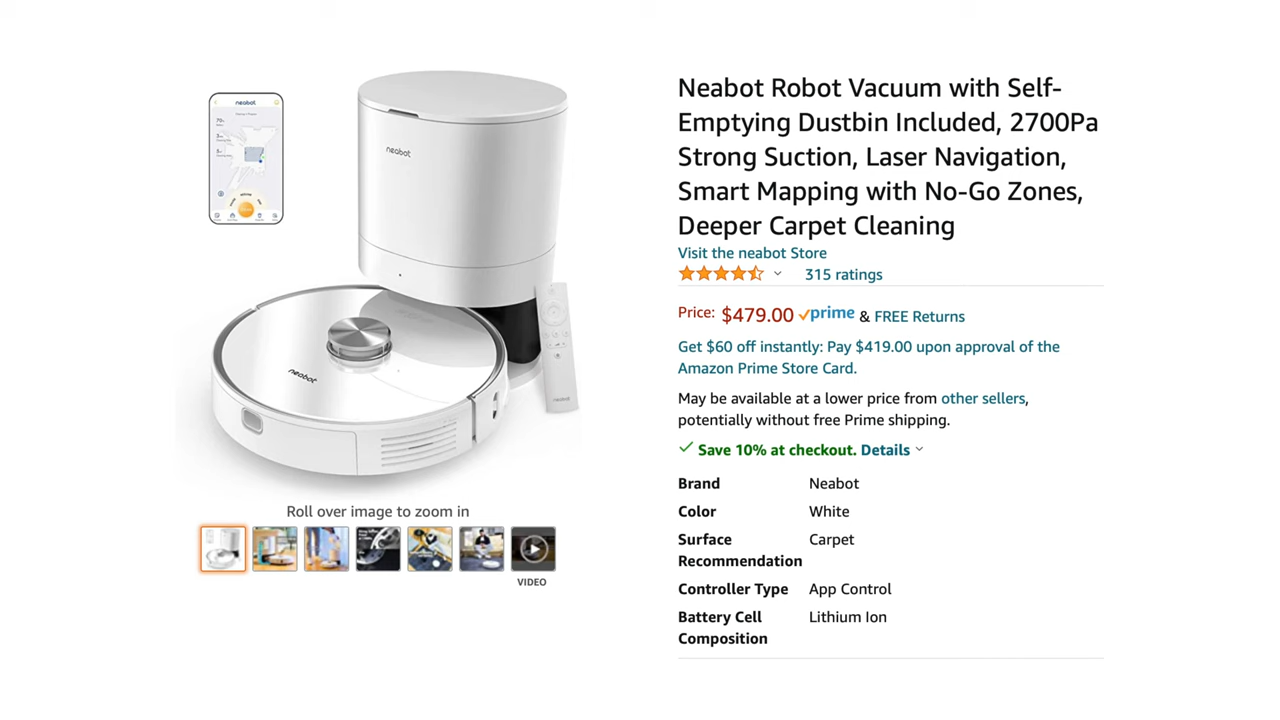 neabot
neabot
neabot
neabot
Roll over image to zoom in
VIDEO
Neabot Robot Vacuum with Self-
Emptying Dustbin Included, 2700Pa
Strong Suction, Laser Navigation,
Smart Mapping with No-Go Zones,
Deeper Carpet Cleaning
Visit the neabot Store
315 ratings
Price: $479.00 prime & FREE Returns
Get $60 off instantly: Pay $419.00 upon approval of the
Amazon Prime Store Card.
May be available at a lower price from other sellers,
potentially without free Prime shipping.
Save 10% at checkout. Details
Brand Neabot
Color White
Surface Carpet
Recommendation
Controller Type App Control
Battery Cell Lithium Ion
Composition